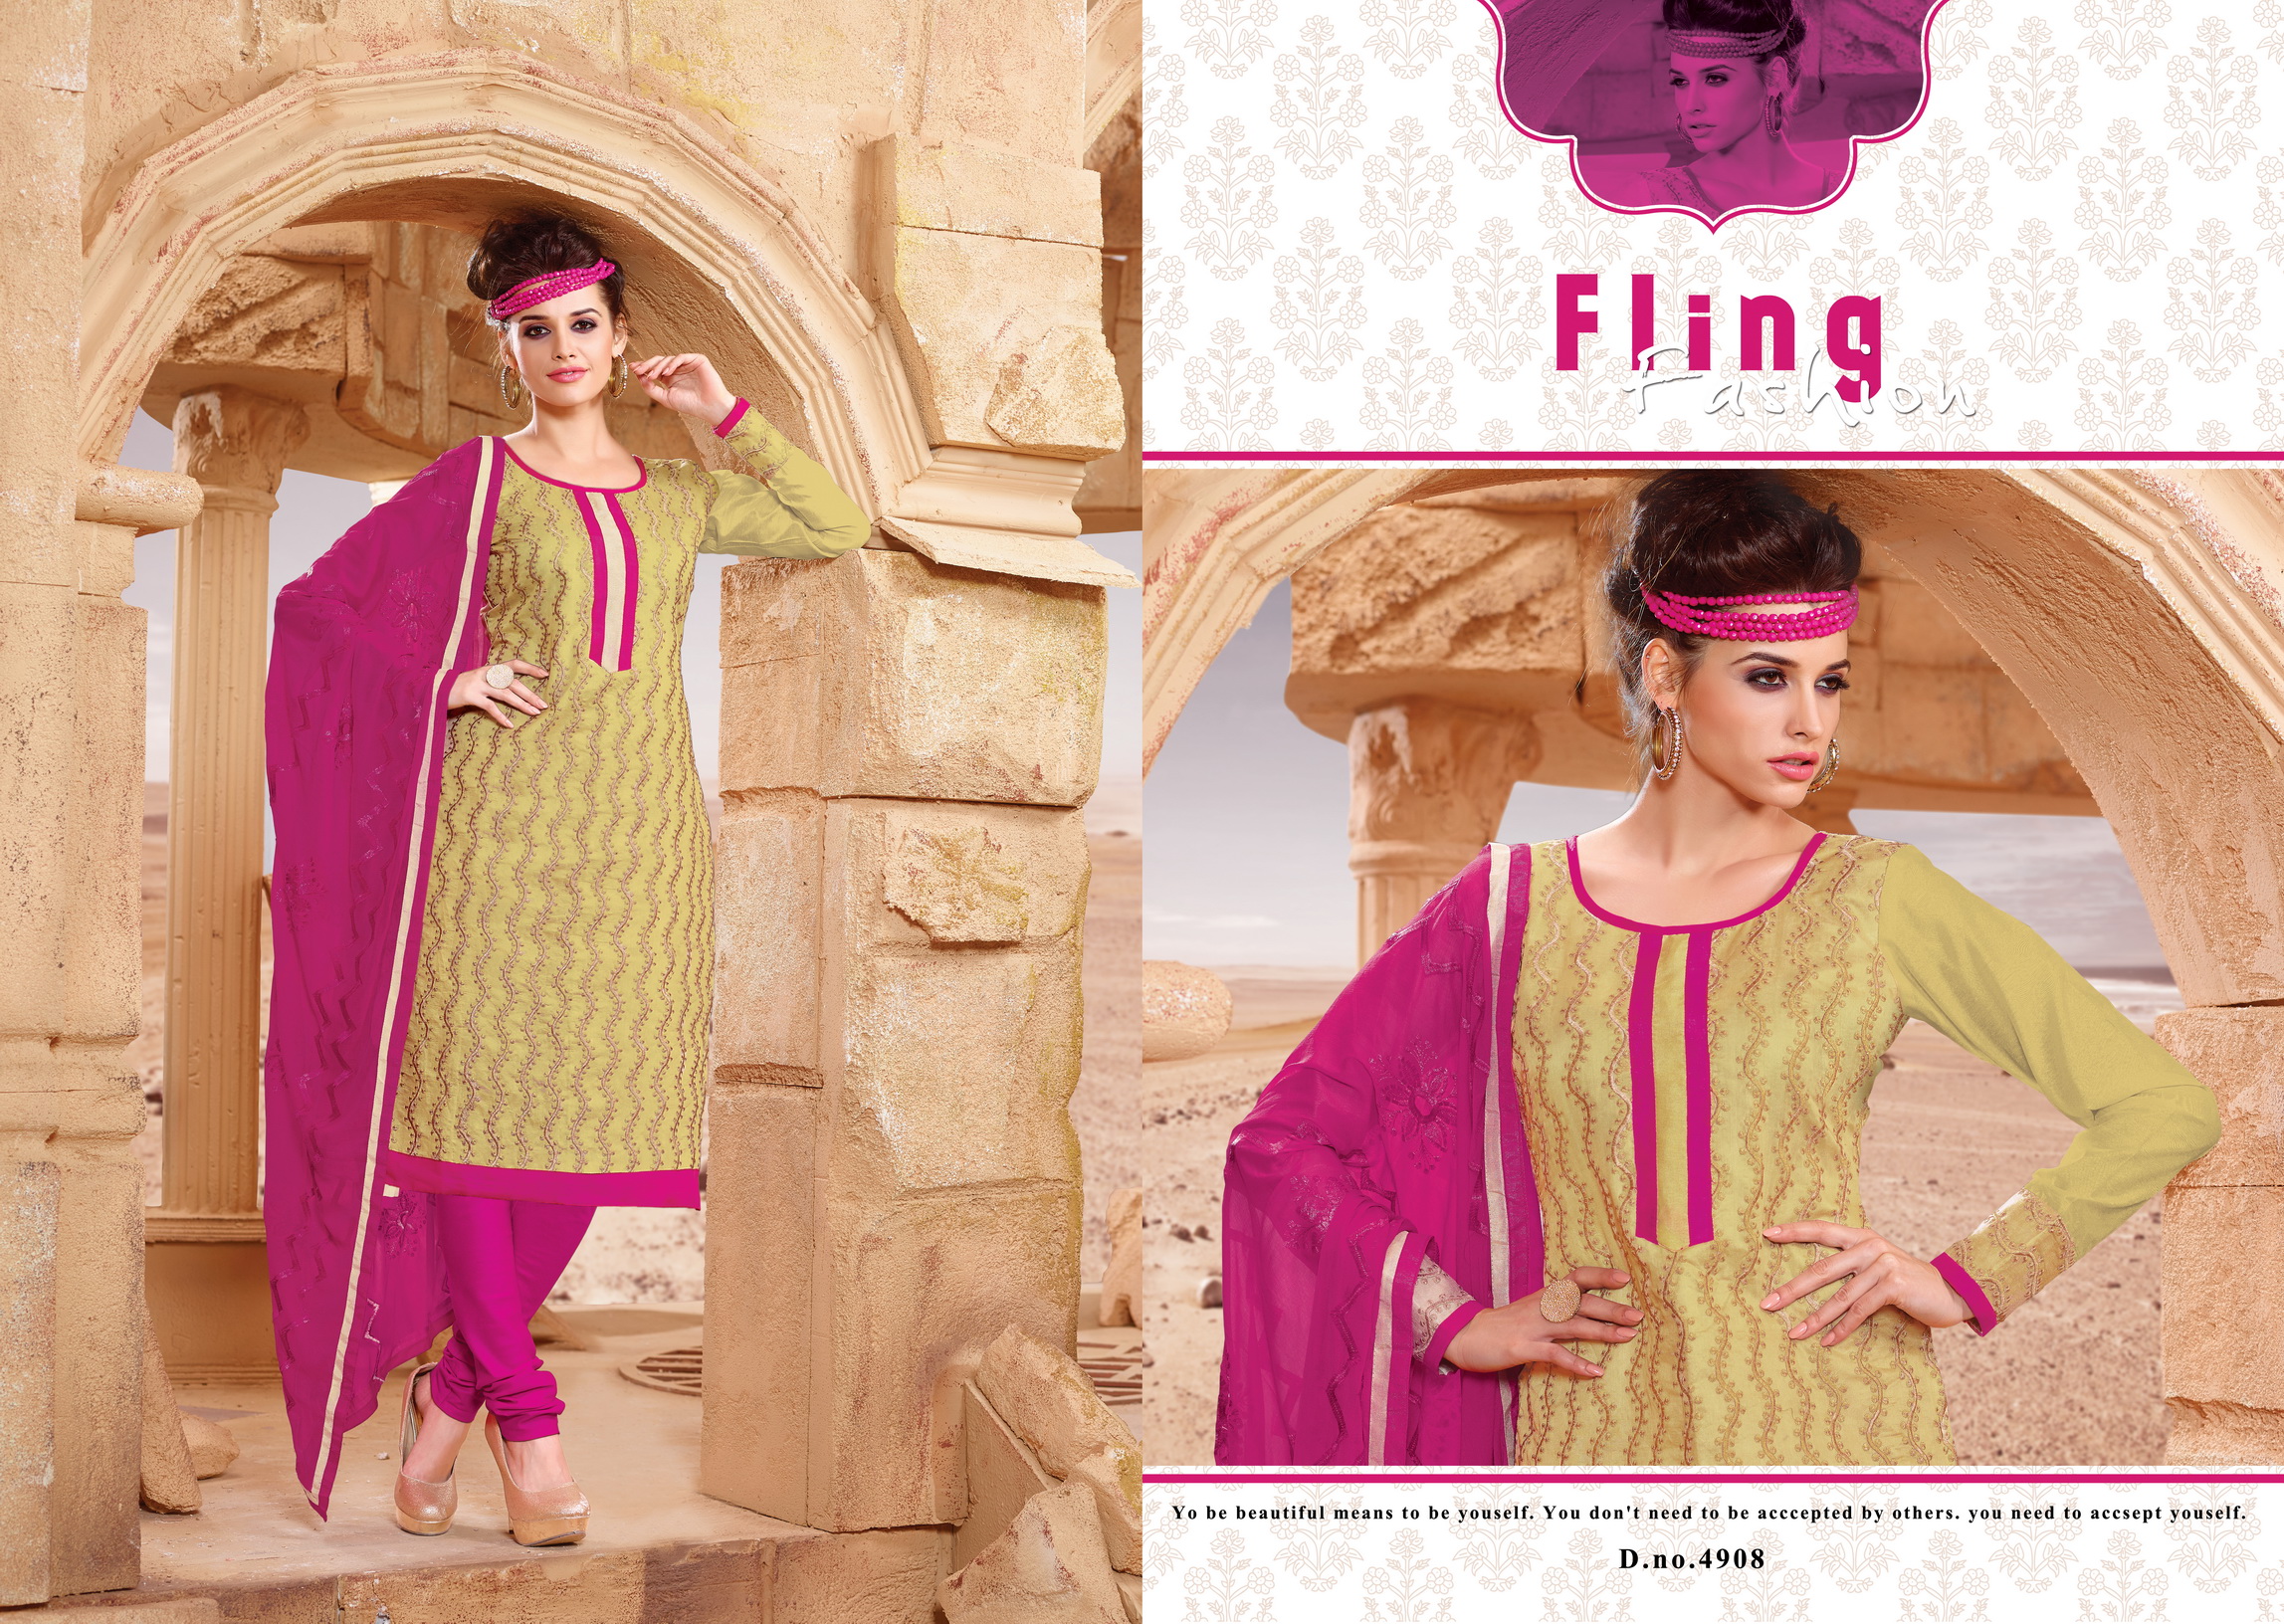 Fling
Fashion
Yo be beautiful means to be youself. You don't need to be acccepted by others. you need to accsept youself.
D.no.4908